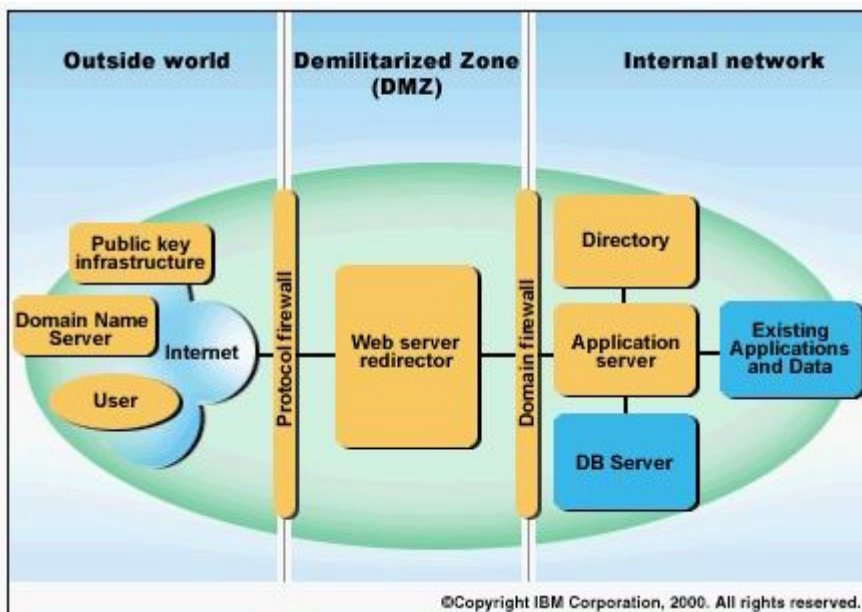 Outside world
Demilitarized Zone
(DMZ)
Internal network
Public key
infrastructure
Domain Name
Server
Internet
User
Protocol firewall
Web server
redirector
Domain firewall
Directory
Application
server
Existing
Applications
and Data
DB Server
©Copyright IBM Corporation, 2000. All rights reserved.